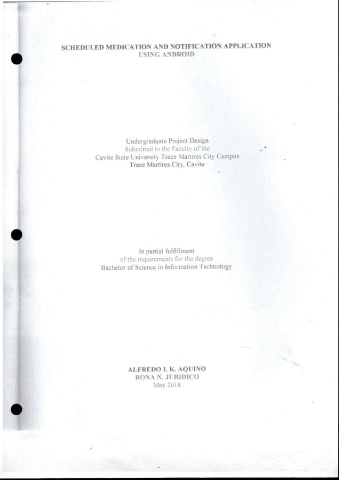 SCHEDULED MEDICATION AND NOTIFICATION APPLICATION
USING ANDROID
Undergraduate Project Design
Submitted to the Faculty of the
Cavite State University Trece Martires City Campus
Trece Martires City, Cavite
In partial fulfillment
of the requirements for the degree
Bachelor of Science in Information Technology
ALFREDO I. K. AQUINO
RONA N. JURIDICO
May 2018